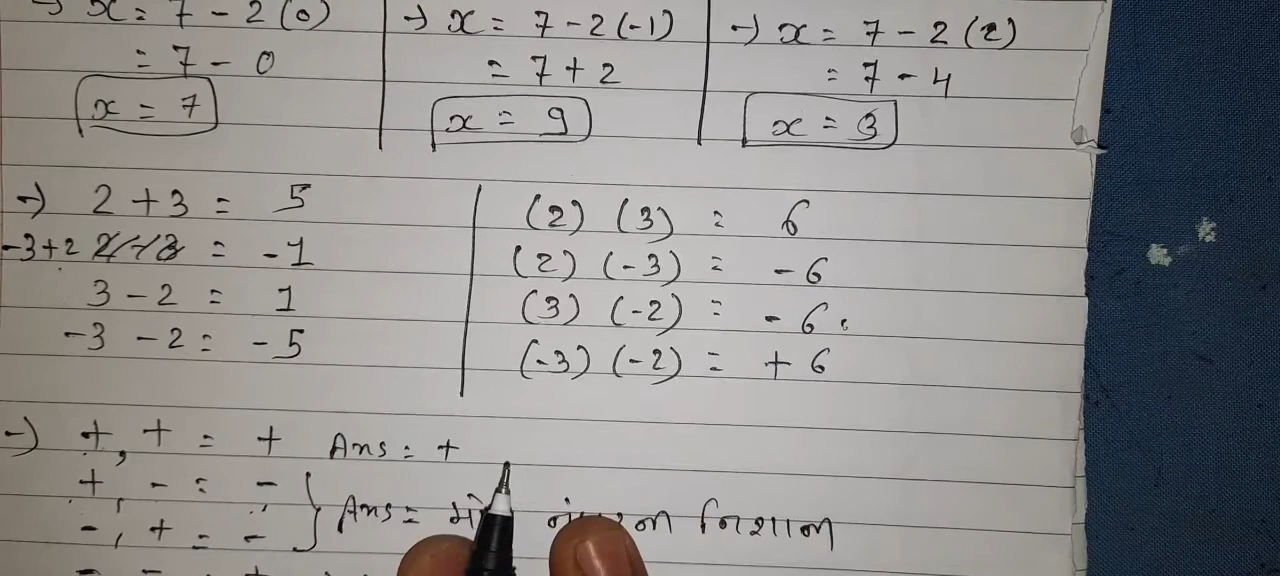 → x = 7 - 2 (0)
= 7 - 0
x = 7
→ x = 7 - 2 (-1)
= 7 + 2
x = 9
→ x = 7 - 2 (2)
= 7 - 4
x = 3
→ 2 + 3 = 5
-3+2 = -1
3 - 2 = 1
-3 - 2 = -5
(2) (3) = 6
(2) (-3) = -6
(3) (-2) = -6
(-3) (-2) = +6
→ +, + = + Ans = +
+, - = -
-, + = - Ans = निशान